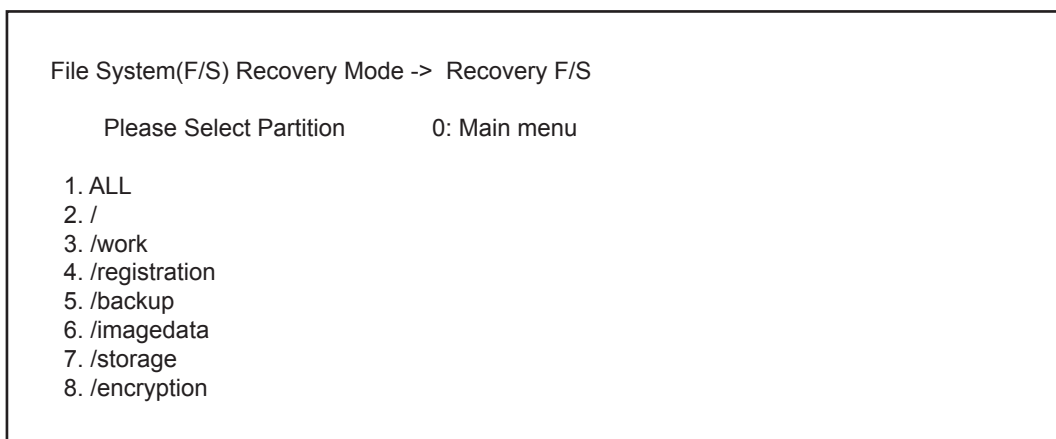 File System(F/S) Recovery Mode -> Recovery F/S
Please Select Partition 0: Main menu
1. ALL
2. /
3. /work
4. /registration
5. /backup
6. /imagedata
7. /storage
8. /encryption